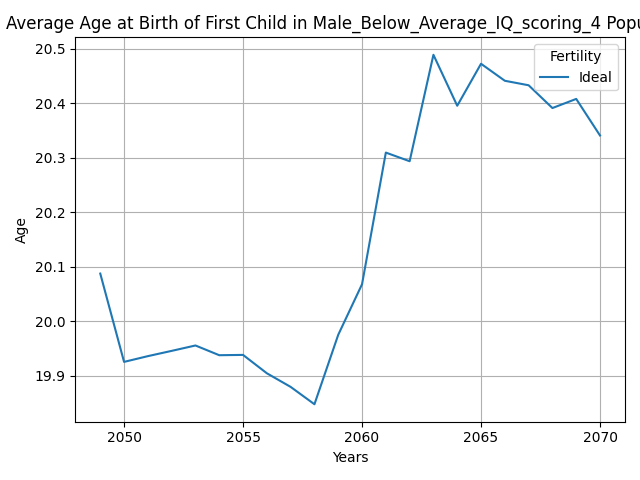 Average Age at Birth of First Child in Male_Below_Average_IQ_scoring_4 Popu
20.5
20.4
20.3
20.2
20.1
20.0
19.9
Age
Fertility
Ideal
2050 2055 2060 2065 2070
Years